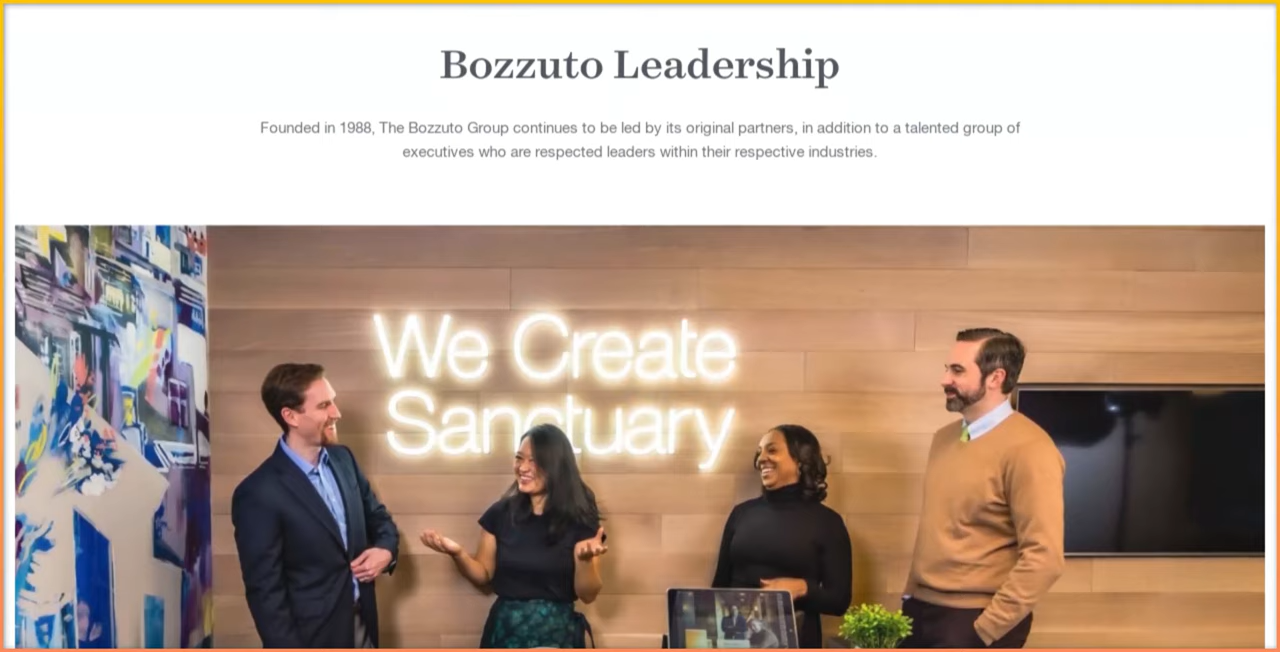 Bozzuto Leadership
Founded in 1988, The Bozzuto Group continues to be led by its original partners, in addition to a talented group of
executives who are respected leaders within their respective industries.
We Create
Sanctuary